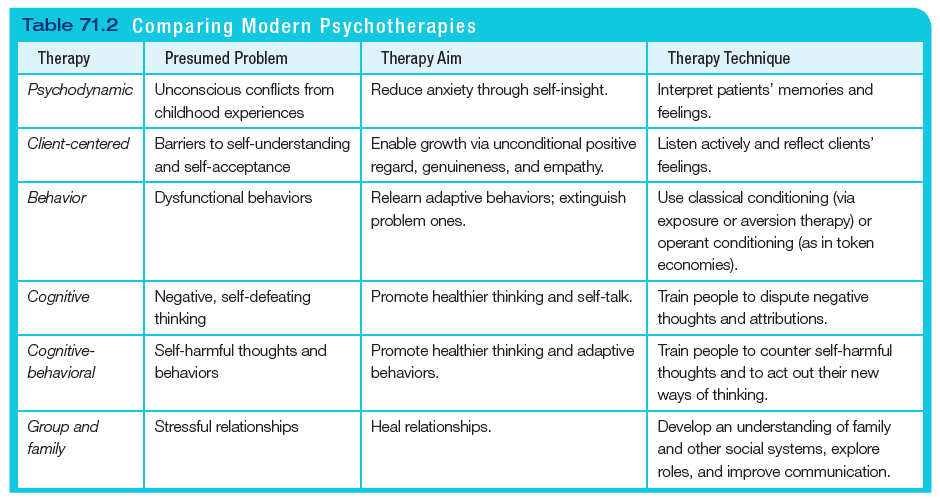 Table 71.2 Comparing Modern Psychotherapies
Therapy
Presumed Problem
Therapy Aim
Therapy Technique
Psychodynamic
Unconscious conflicts from
childhood experiences
Reduce anxiety through self-insight.
Interpret patients’ memories and
feelings.
Client-centered
Barriers to self-understanding
and self-acceptance
Enable growth via unconditional positive
regard, genuineness, and empathy.
Listen actively and reflect clients’
feelings.
Behavior
Dysfunctional behaviors
Relearn adaptive behaviors; extinguish
problem ones.
Use classical conditioning (via
exposure or aversion therapy) or
operant conditioning (as in token
economies).
Cognitive
Negative, self-defeating
thinking
Promote healthier thinking and self-talk.
Train people to dispute negative
thoughts and attributions.
Cognitive-
behavioral
Self-harmful thoughts and
behaviors
Promote healthier thinking and adaptive
behaviors.
Train people to counter self-harmful
thoughts and to act out their new
ways of thinking.
Group and
family
Stressful relationships
Heal relationships.
Develop an understanding of family
and other social systems, explore
roles, and improve communication.